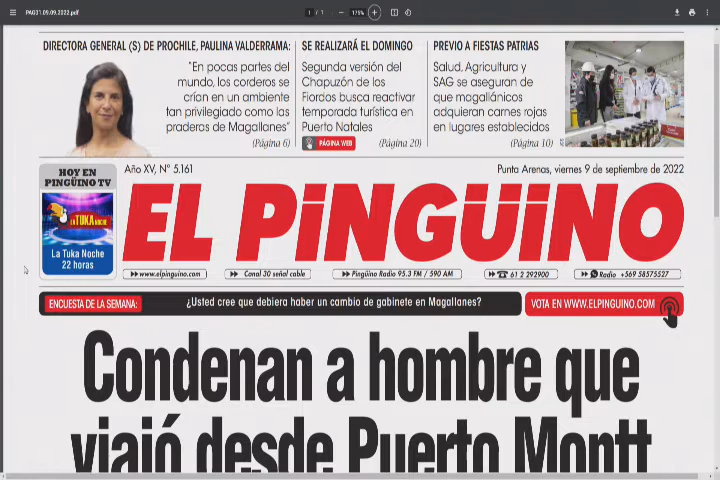 PAG01.09.09.2022.pdf
1 / 1
175%
DIRECTORA GENERAL (S) DE PROCHILE, PAULINA VALDERRAMA:
"En pocas partes del
mundo, los corderos se
crían en un ambiente
tan privilegiado como las
praderas de Magallanes"
(Página 6)
SE REALIZARÁ EL DOMINGO
Segunda versión del
Chapuzón de los
Fiordos busca reactivar
temporada turística en
Puerto Natales
PÁGINA WEB
(Página 20)
PREVIO A FIESTAS PATRIAS
Salud, Agricultura y
SAG se aseguran de
que magallánicos
adquieran carnes rojas
en lugares establecidos
(Página 10)
HOY EN
PINGÜINO TV
LA TUKA NOCHE
La Tuka Noche
22 horas
Año XV, N° 5.161
Punta Arenas, viernes 9 de septiembre de 2022
EL PINGÜINO
www.elpinguino.com
Canal 30 señal cable
Pingüino Radio 95.3 FM / 590 AM
61 2 292900
Radio +569 58575527
ENCUESTA DE LA SEMANA:
¿Usted cree que debiera haber un cambio de gabinete en Magallanes?
VOTA EN WWW.ELPINGUINO.COM
Condenan a hombre que
viajó desde Puerto Montt